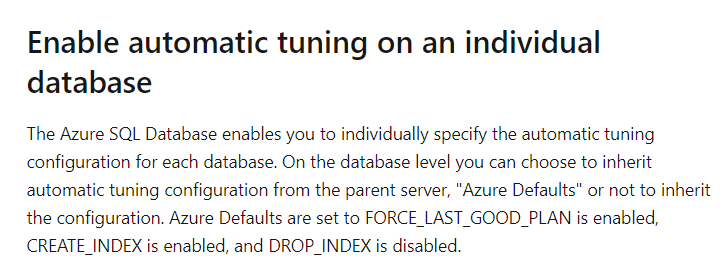 Enable automatic tuning on an individual
database
The Azure SQL Database enables you to individually specify the automatic tuning
configuration for each database. On the database level you can choose to inherit
automatic tuning configuration from the parent server, "Azure Defaults" or not to inherit
the configuration. Azure Defaults are set to FORCE_LAST_GOOD_PLAN is enabled,
CREATE_INDEX is enabled, and DROP_INDEX is disabled.